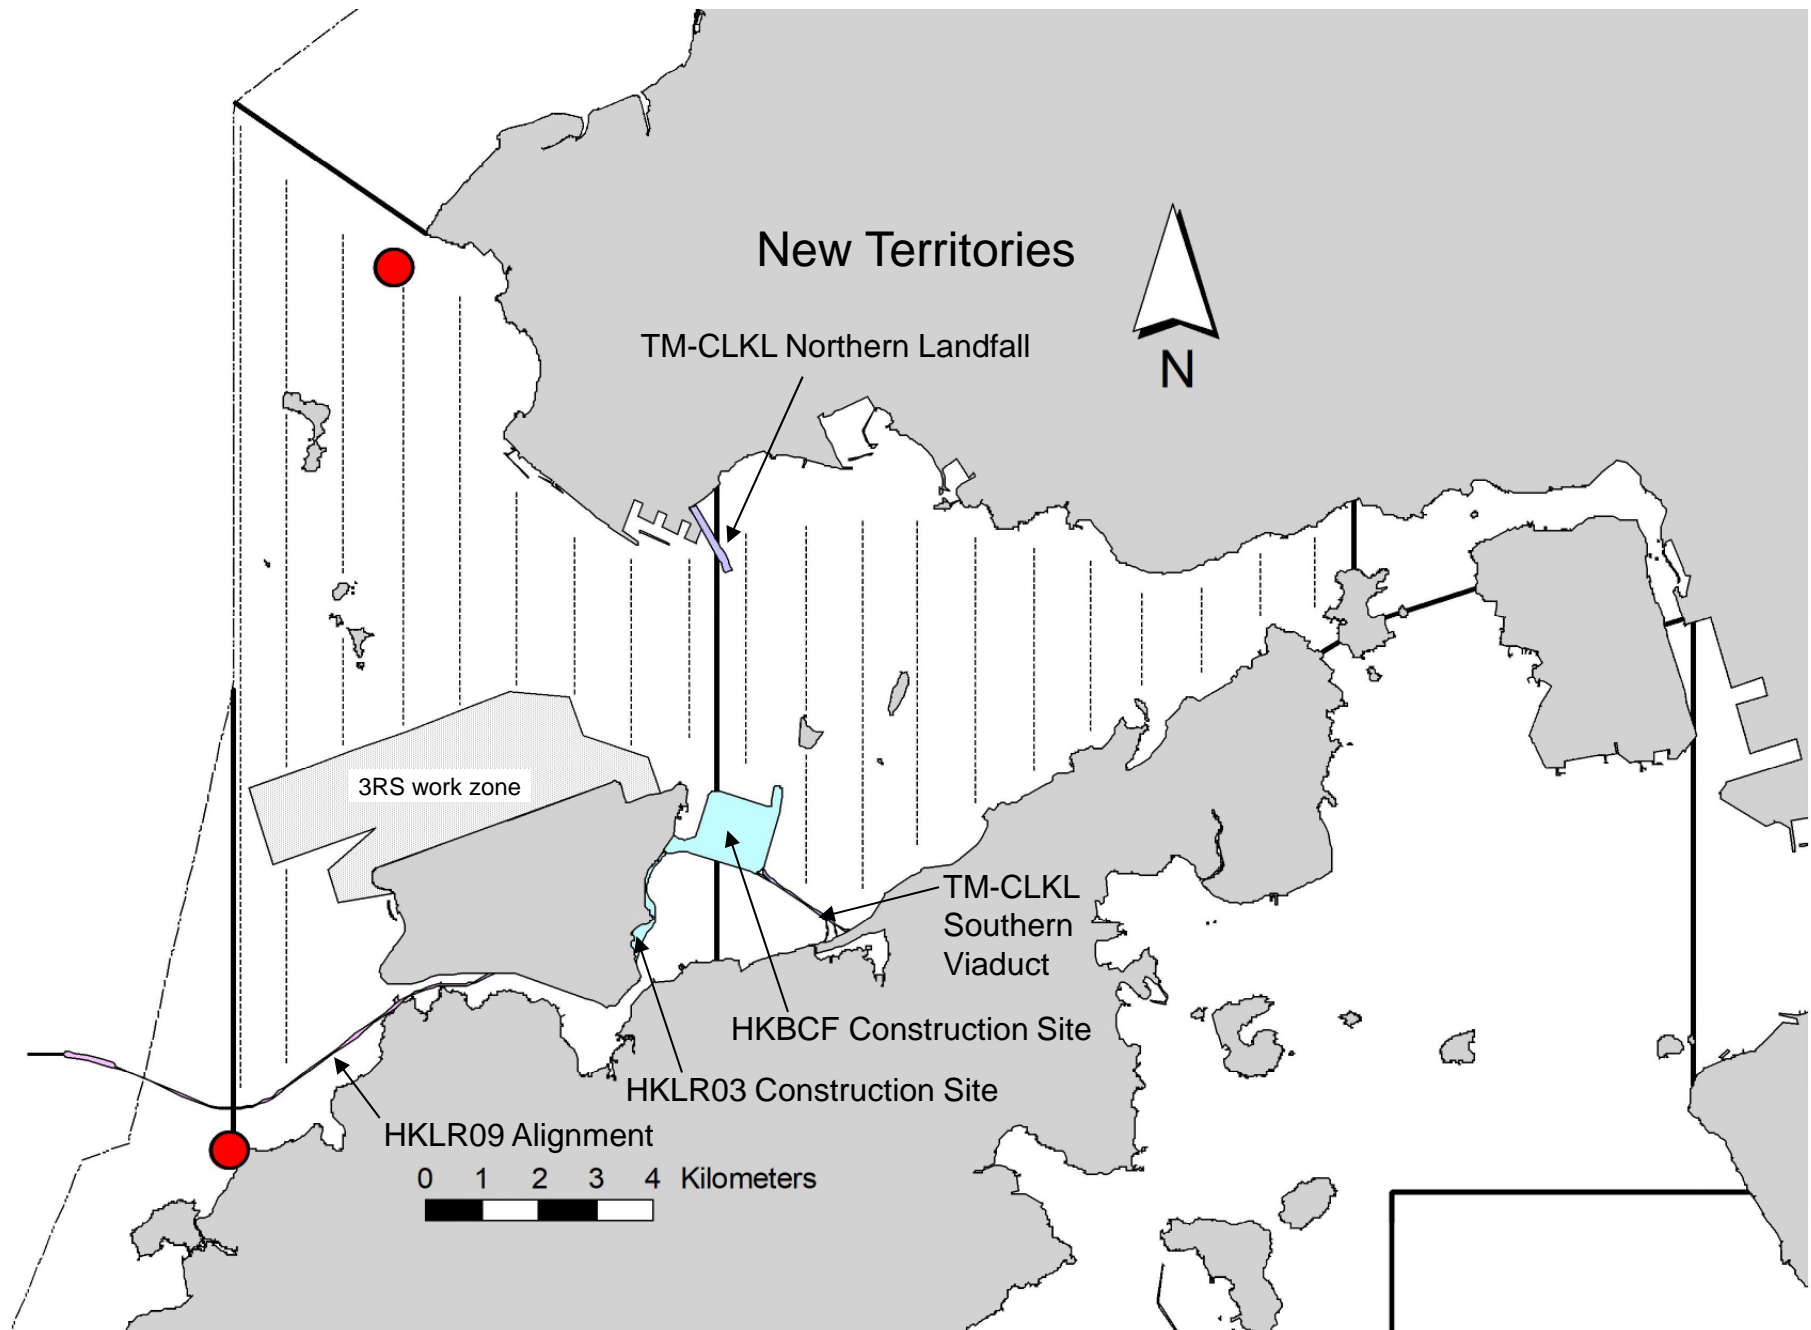 New Territories
TM-CLKL Northern Landfall
N
3RS work zone
TM-CLKL
Southern
Viaduct
HKBCF Construction Site
HKLR03 Construction Site
HKLR09 Alignment
0 1 2 3 4 Kilometers